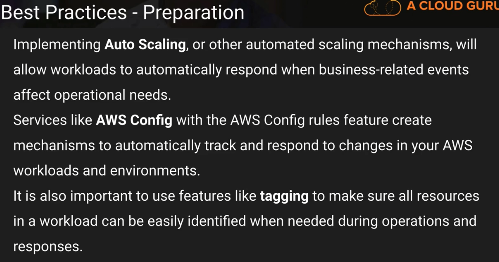 Best Practices - Preparation
A CLOUD GURU
Implementing Auto Scaling, or other automated scaling mechanisms, will
allow workloads to automatically respond when business-related events
affect operational needs.
Services like AWS Config with the AWS Config rules feature create
mechanisms to automatically track and respond to changes in your AWS
workloads and environments.
It is also important to use features like tagging to make sure all resources
in a workload can be easily identified when needed during operations and
responses.